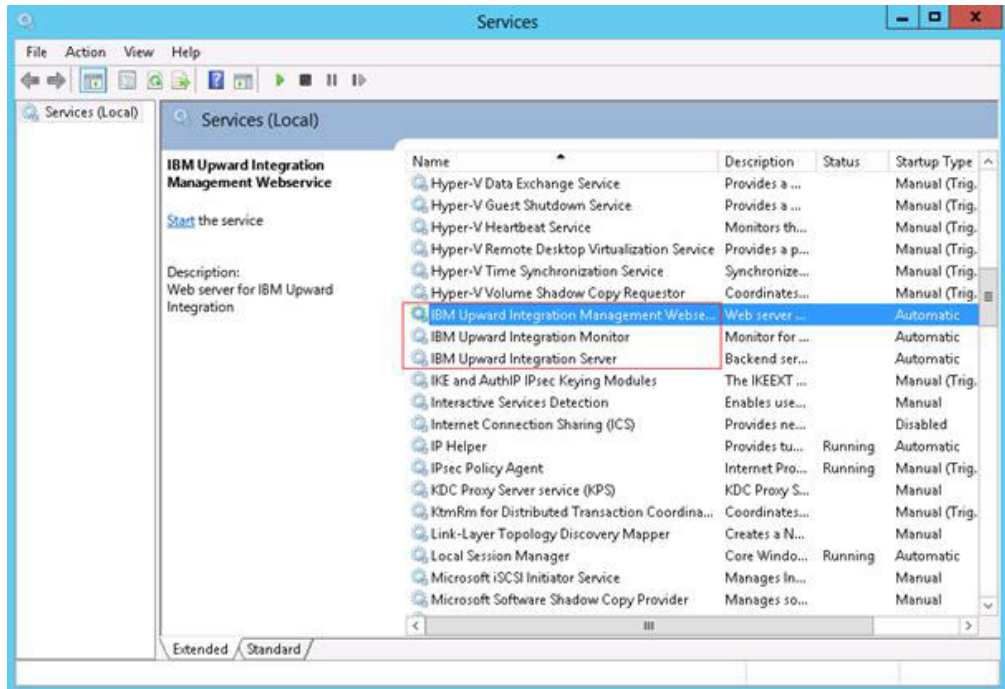 Services
File Action View Help
Services (Local)
Services (Local)
IBM Upward Integration
Management Webservice
Start the service
Description:
Web server for IBM Upward
Integration
Name Description Status Startup Type
Hyper-V Data Exchange Service Provides a ... Manual (Trig.
Hyper-V Guest Shutdown Service Provides a ... Manual (Trig.
Hyper-V Heartbeat Service Monitors th... Manual (Trig.
Hyper-V Remote Desktop Virtualization Service Provides a p... Manual (Trig.
Hyper-V Time Synchronization Service Synchronize... Manual (Trig.
Hyper-V Volume Shadow Copy Requestor Coordinates... Manual (Trig.
IBM Upward Integration Management Webse... Web server ... Automatic
IBM Upward Integration Monitor Monitor for ... Automatic
IBM Upward Integration Server Backend ser... Automatic
IKE and AuthIP IPsec Keying Modules The IKEEXT ... Manual (Trig.
Interactive Services Detection Enables use... Manual
Internet Connection Sharing (ICS) Provides ne... Disabled
IP Helper Provides tu... Running Automatic
IPsec Policy Agent Internet Pro... Running Manual (Trig.
KDC Proxy Server service (KPS) KDC Proxy S... Manual
KtmRm for Distributed Transaction Coordina... Coordinates... Manual (Trig.
Link-Layer Topology Discovery Mapper Creates a N... Manual
Local Session Manager Core Windo... Running Automatic
Microsoft iSCSI Initiator Service Manages In... Manual
Microsoft Software Shadow Copy Provider Manages so... Manual
Extended Standard